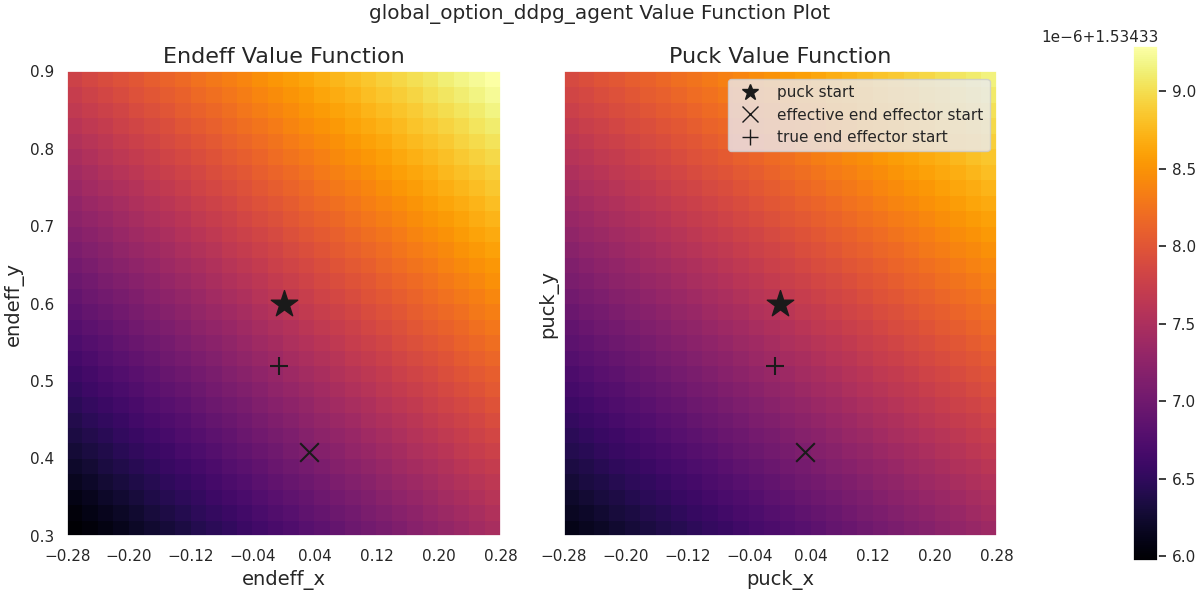 global_option_ddpg_agent Value Function Plot
Endeff Value Function
Puck Value Function
1e−6+1.53433
puck start
effective end effector start
true end effector start
0.9
0.8
0.7
0.6
0.5
0.4
0.3
endeff_y
−0.28 −0.20 −0.12 −0.04 0.04 0.12 0.20 0.28
endeff_x
puck_y
−0.28 −0.20 −0.12 −0.04 0.04 0.12 0.20 0.28
puck_x
9.0
8.5
8.0
7.5
7.0
6.5
6.0